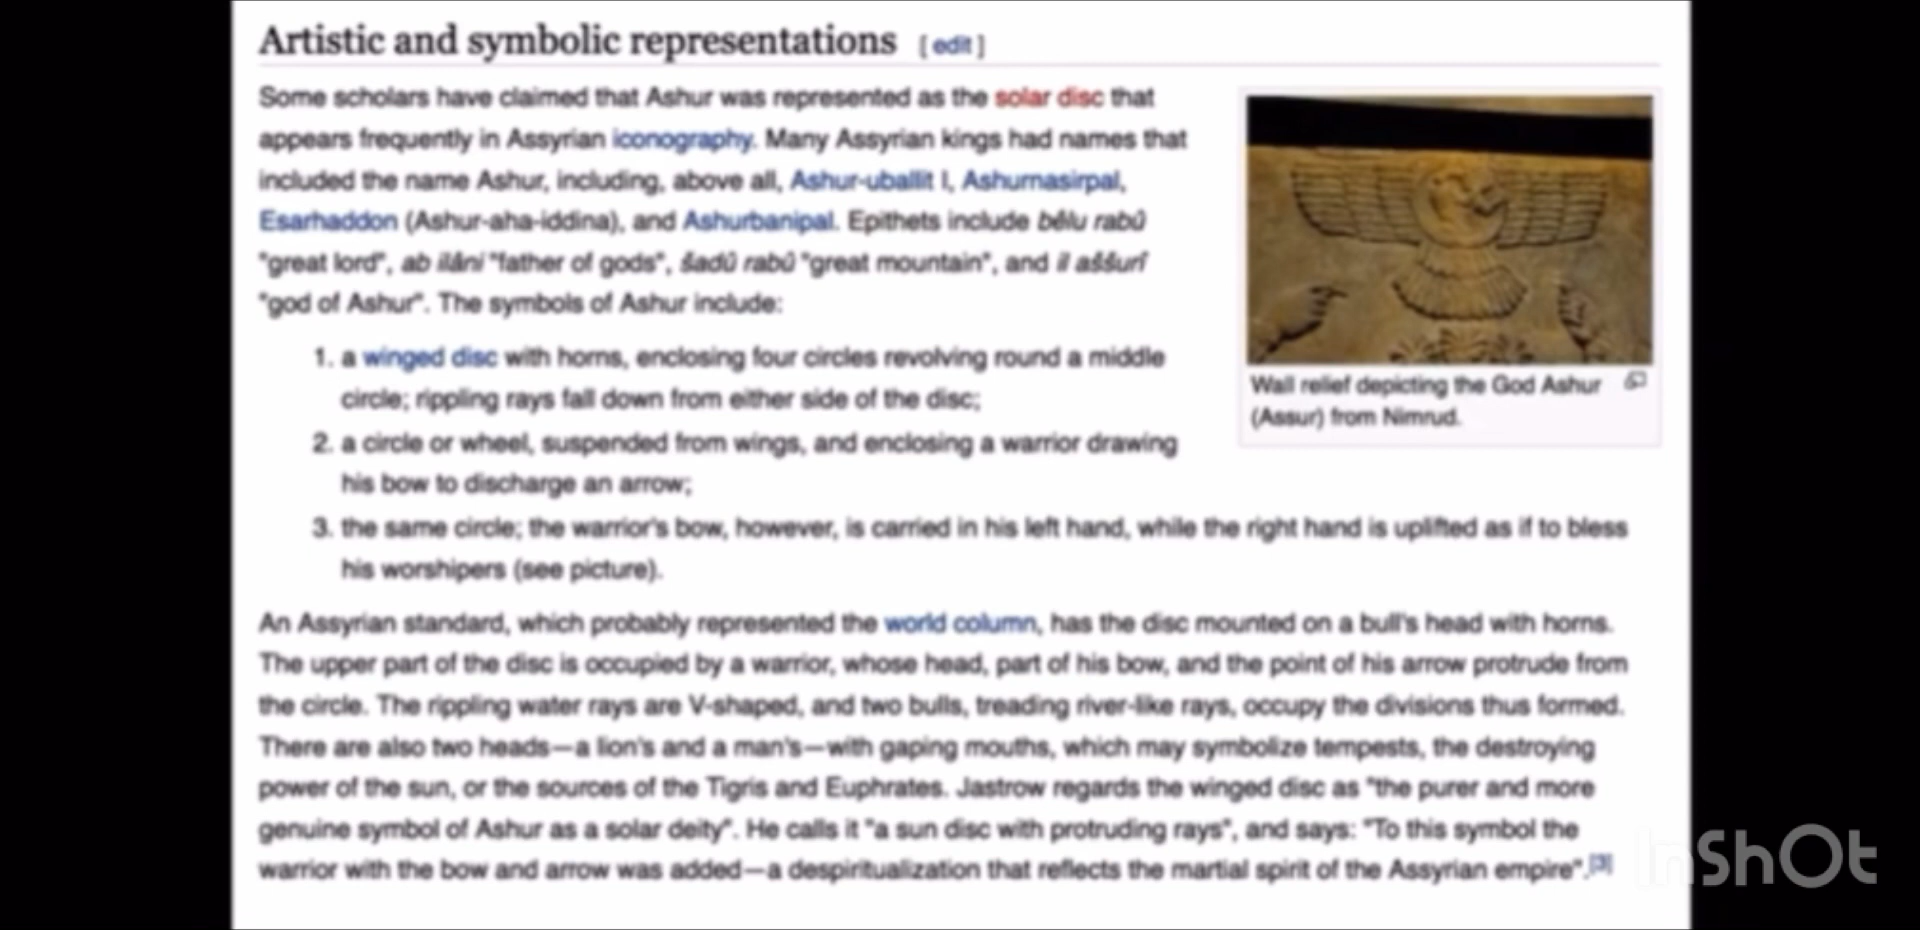 Artistic and symbolic representations [ edit ]
Some scholars have claimed that Ashur was represented as the solar disc that
appears frequently in Assyrian iconography. Many Assyrian kings had names that
included the name Ashur, including, above all, Ashur-uballit I, Ashurnasirpal,
Esarhaddon (Ashur-aha-iddina), and Ashurbanipal. Epithets include bêlu rabû
"great lord", ab ilâni "father of gods", šadû rabû "great mountain", and il aššurî
"god of Ashur". The symbols of Ashur include:
1. a winged disc with horns, enclosing four circles revolving round a middle
circle; rippling rays fall down from either side of the disc;
2. a circle or wheel, suspended from wings, and enclosing a warrior drawing
his bow to discharge an arrow;
3. the same circle; the warrior's bow, however, is carried in his left hand, while the right hand is uplifted as if to bless
his worshipers (see picture).
Wall relief depicting the God Ashur
(Assur) from Nimrud.
An Assyrian standard, which probably represented the world column, has the disc mounted on a bull's head with horns.
The upper part of the disc is occupied by a warrior, whose head, part of his bow, and the point of his arrow protrude from
the circle. The rippling water rays are V-shaped, and two bulls, treading river-like rays, occupy the divisions thus formed.
There are also two heads—a lion's and a man's—with gaping mouths, which may symbolize tempests, the destroying
power of the sun, or the sources of the Tigris and Euphrates. Jastrow regards the winged disc as "the purer and more
genuine symbol of Ashur as a solar deity". He calls it "a sun disc with protruding rays", and says: "To this symbol the
warrior with the bow and arrow was added—a despiritualization that reflects the martial spirit of the Assyrian empire".[3]
InShOt